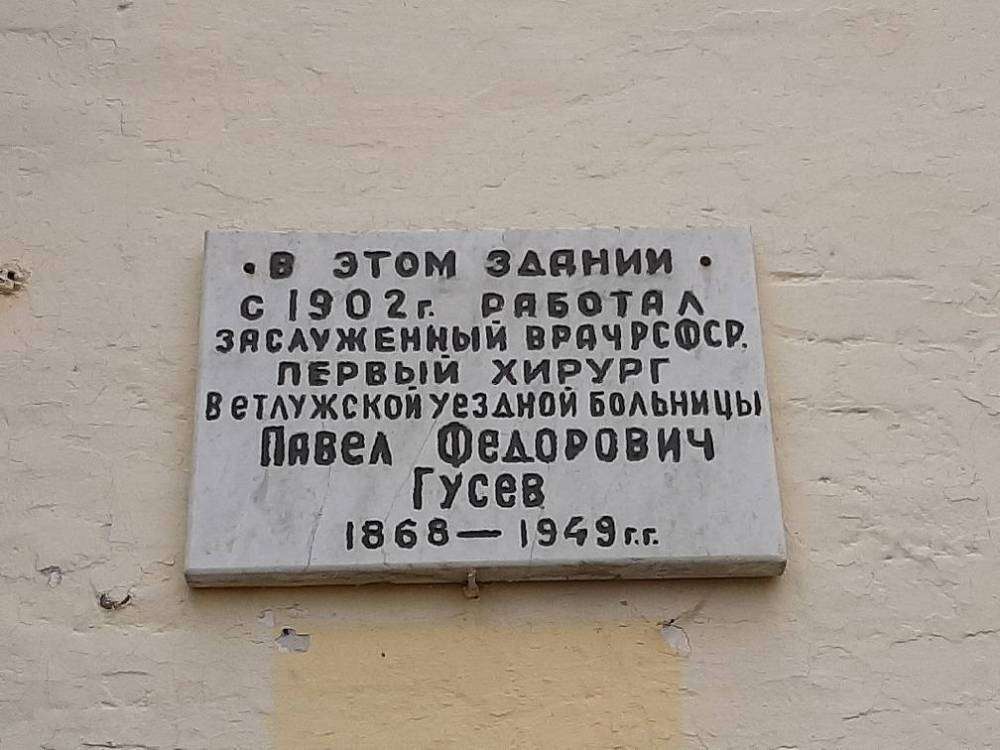 В ЭТОМ ЗДАНИИ
С 1902 г. РАБОТАЛ
ЗАСЛУЖЕННЫЙ ВРАЧ РСФСР,
ПЕРВЫЙ ХИРУРГ
ВЕТЛУЖСКОЙ УЕЗДНОЙ БОЛЬНИЦЫ
ПАВЕЛ ФЕДОРОВИЧ
ГУСЕВ
1868 — 1949 г.г.